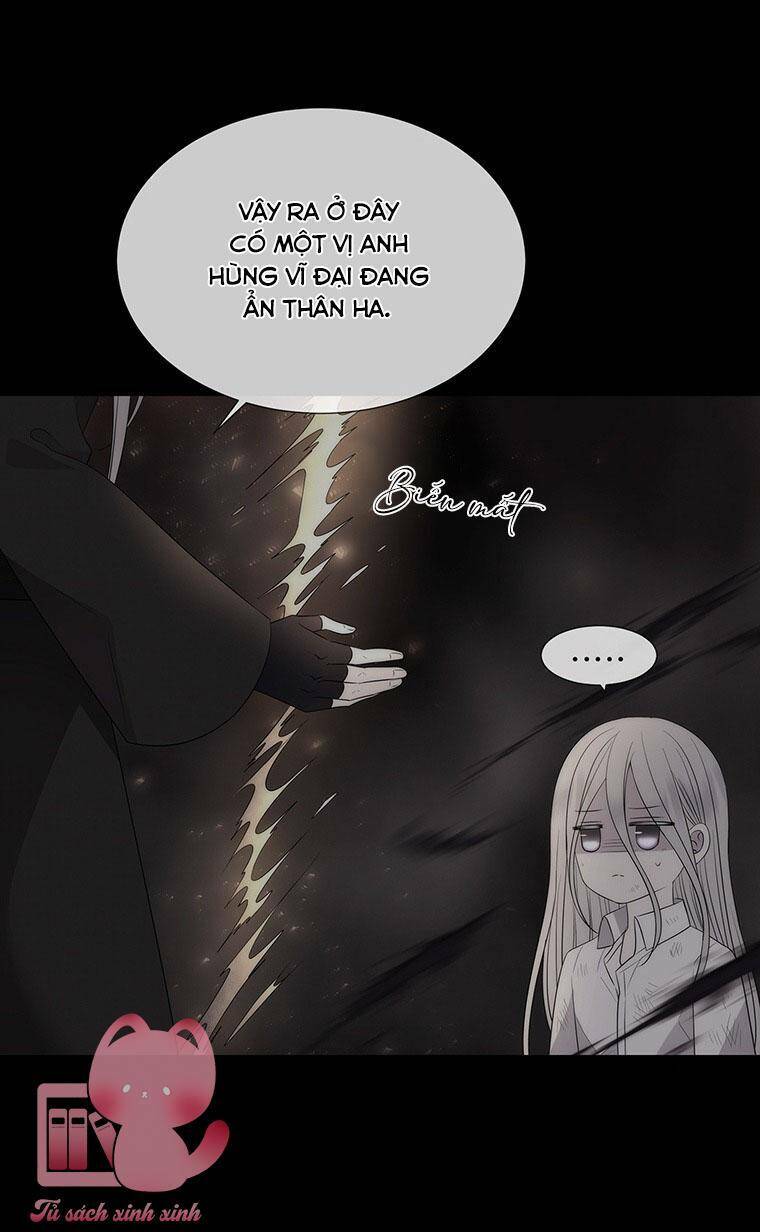 VẬY RA Ở ĐÂY
CÓ MỘT VỊ ANH
HÙNG VĨ ĐẠI ĐANG
ẨN THÂN HA.
Biến mất
.....
Tủ sách xinh xinh